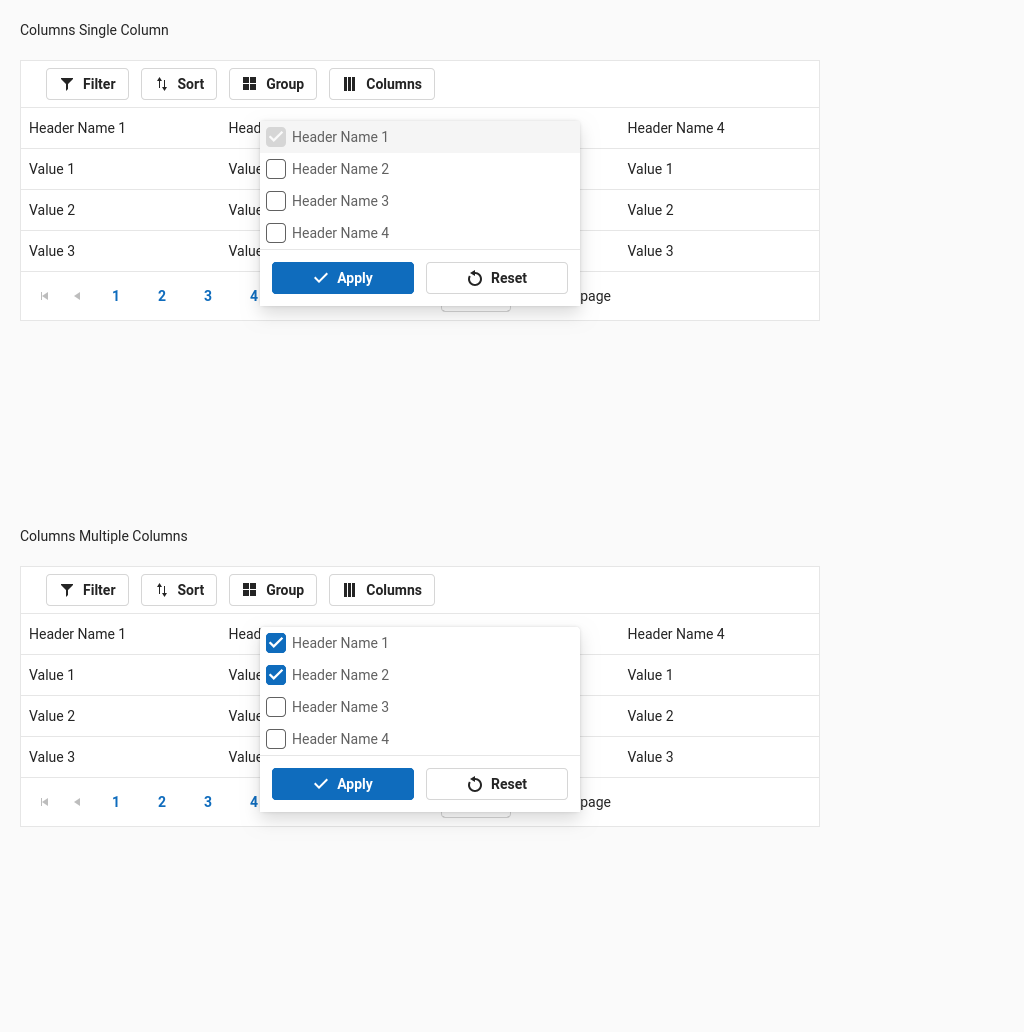 Columns Single Column
Filter Sort Group Columns
Header Name 1 Head Header Name 4
Header Name 1
Value 1 Value Value 1
Header Name 2
Header Name 3
Value 2 Value Value 2
Header Name 4
Value 3 Value Value 3
Apply Reset
1 2 3 4 page
Columns Multiple Columns
Filter Sort Group Columns
Header Name 1 Head Header Name 4
Header Name 1
Value 1 Value Value 1
Header Name 2
Header Name 3
Value 2 Value Value 2
Header Name 4
Value 3 Value Value 3
Apply Reset
1 2 3 4 page